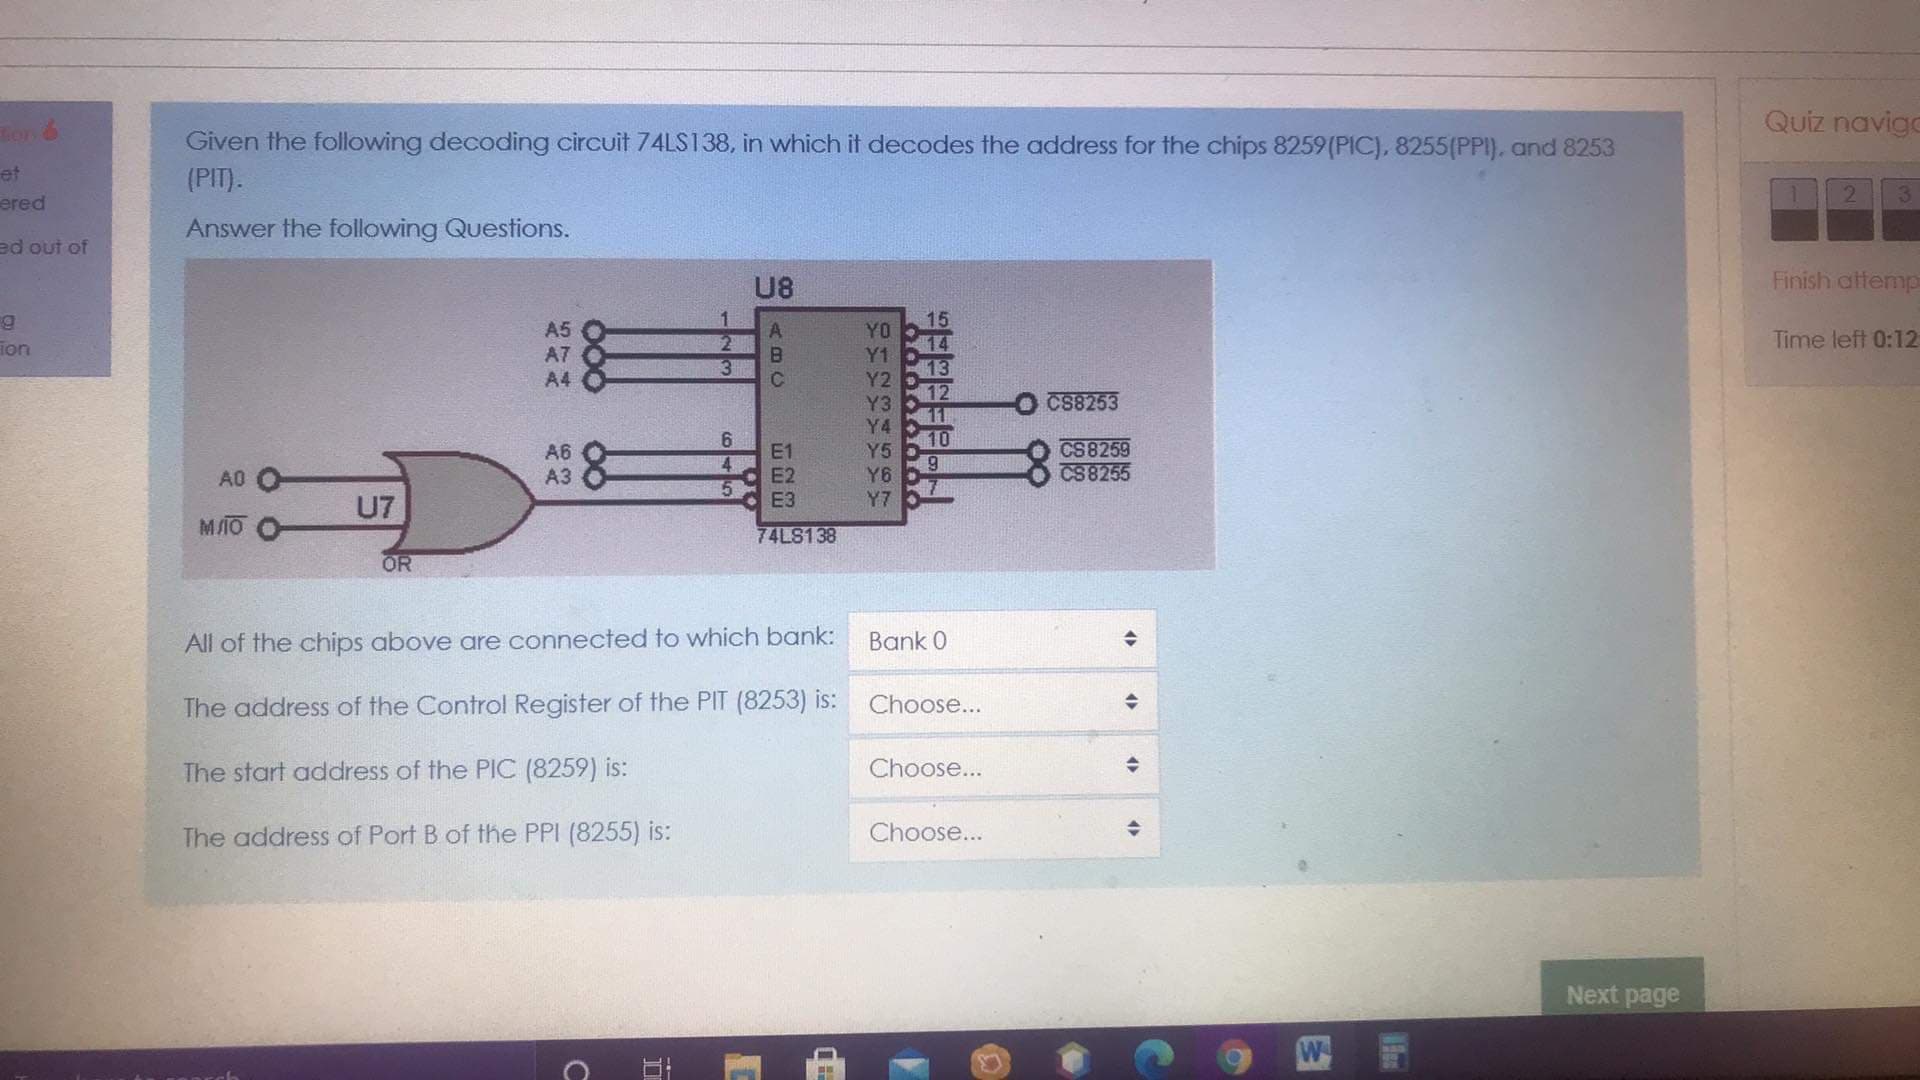 Given the following decoding circuit 74LS138, in which it decodes the address for the chips 8259(PIC), 8255(PPI), and 8253
(PIT).
Answer the following Questions.
et
ered
ed out of
g
ion
Quiz naviga
1 2 3
Finish attemp
Time left 0:12
U8
A5 1 A Y0 15
A7 2 B Y1 14
A4 3 C Y2 13
Y3 12 CS8253
Y4 11
A6 6 E1 Y5 10 CS8259
A3 4 E2 Y6 9 CS8255
5 E3 Y7 7
74LS138
A0
U7
M/IO
OR
All of the chips above are connected to which bank: Bank 0
The address of the Control Register of the PIT (8253) is: Choose...
The start address of the PIC (8259) is: Choose...
The address of Port B of the PPI (8255) is: Choose...
Next page
W